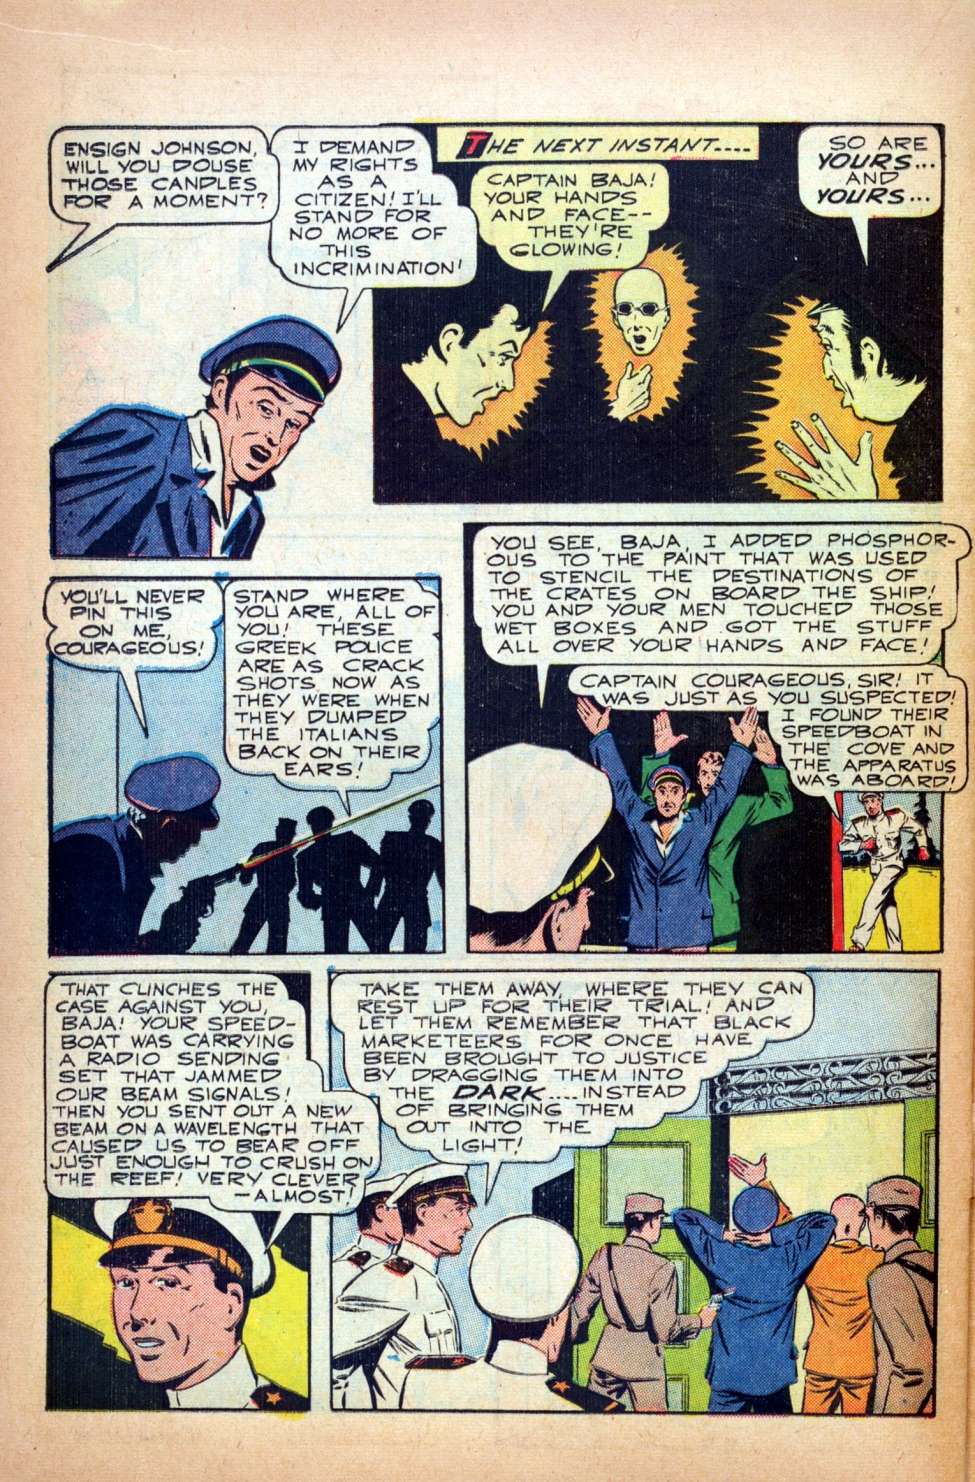 ENSIGN JOHNSON,
WILL YOU DOUSE
THOSE CANDLES
FOR A MOMENT?
I DEMAND
MY RIGHTS
AS A
CITIZEN! I'LL
STAND FOR
NO MORE OF
THIS
INCRIMINATION!
THE NEXT INSTANT....
CAPTAIN BAJA!
YOUR HANDS
AND FACE--
THEY'RE
GLOWING!
SO ARE
YOURS...
AND
YOURS...
YOU'LL NEVER
PIN THIS
ON ME,
COURAGEOUS!
STAND WHERE
YOU ARE, ALL OF
YOU! THESE
GREEK POLICE
ARE AS CRACK
SHOTS NOW AS
THEY WERE WHEN
THEY DUMPED
THE ITALIANS
BACK ON THEIR
EARS!
YOU SEE, BAJA, I ADDED PHOSPHOR-
OUS TO THE PAINT THAT WAS USED
TO STENCIL THE DESTINATIONS OF
THE CRATES ON BOARD THE SHIP!
YOU AND YOUR MEN TOUCHED THOSE
WET BOXES AND GOT THE STUFF
ALL OVER YOUR HANDS AND FACE!
CAPTAIN COURAGEOUS, SIR! IT
WAS JUST AS YOU SUSPECTED!
I FOUND THEIR
SPEEDBOAT IN
THE COVE AND
THE APPARATUS
WAS ABOARD!
THAT CLINCHES THE
CASE AGAINST YOU,
BAJA! YOUR SPEED-
BOAT WAS CARRYING
A RADIO SENDING
SET THAT JAMMED
OUR BEAM SIGNALS!
THEN YOU SENT OUT A NEW
BEAM ON A WAVELENGTH THAT
CAUSED US TO BEAR OFF
JUST ENOUGH TO CRUSH ON
THE REEF! VERY CLEVER
—ALMOST!
TAKE THEM AWAY, WHERE THEY CAN
REST UP FOR THEIR TRIAL! AND
LET THEM REMEMBER THAT BLACK
MARKETEERS FOR ONCE HAVE
BEEN BROUGHT TO JUSTICE
BY DRAGGING THEM INTO
THE DARK....INSTEAD
OF BRINGING THEM
OUT INTO THE
LIGHT!